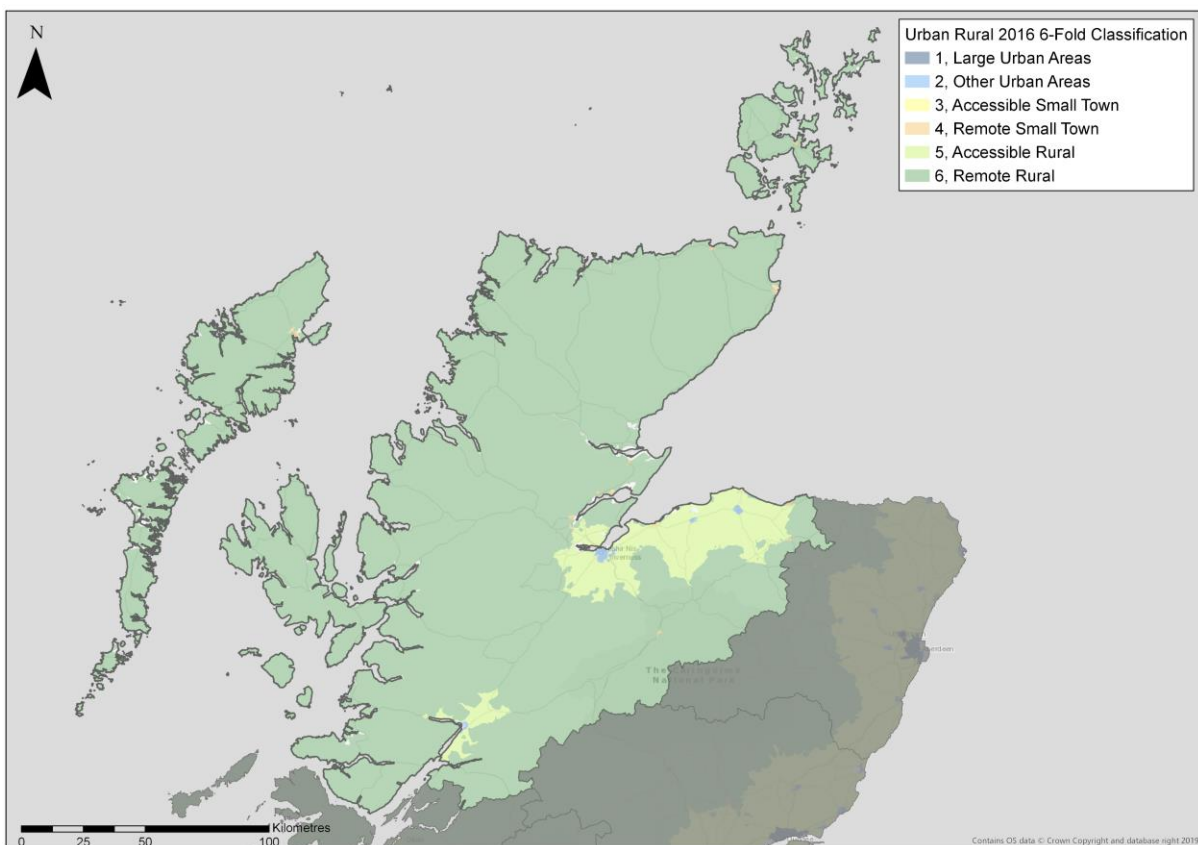 N
Urban Rural 2016 6-Fold Classification
1, Large Urban Areas
2, Other Urban Areas
3, Accessible Small Town
4, Remote Small Town
5, Accessible Rural
6, Remote Rural
National Park
Kilometres
0 25 50 100
Contains OS data © Crown Copyright and database right 2019